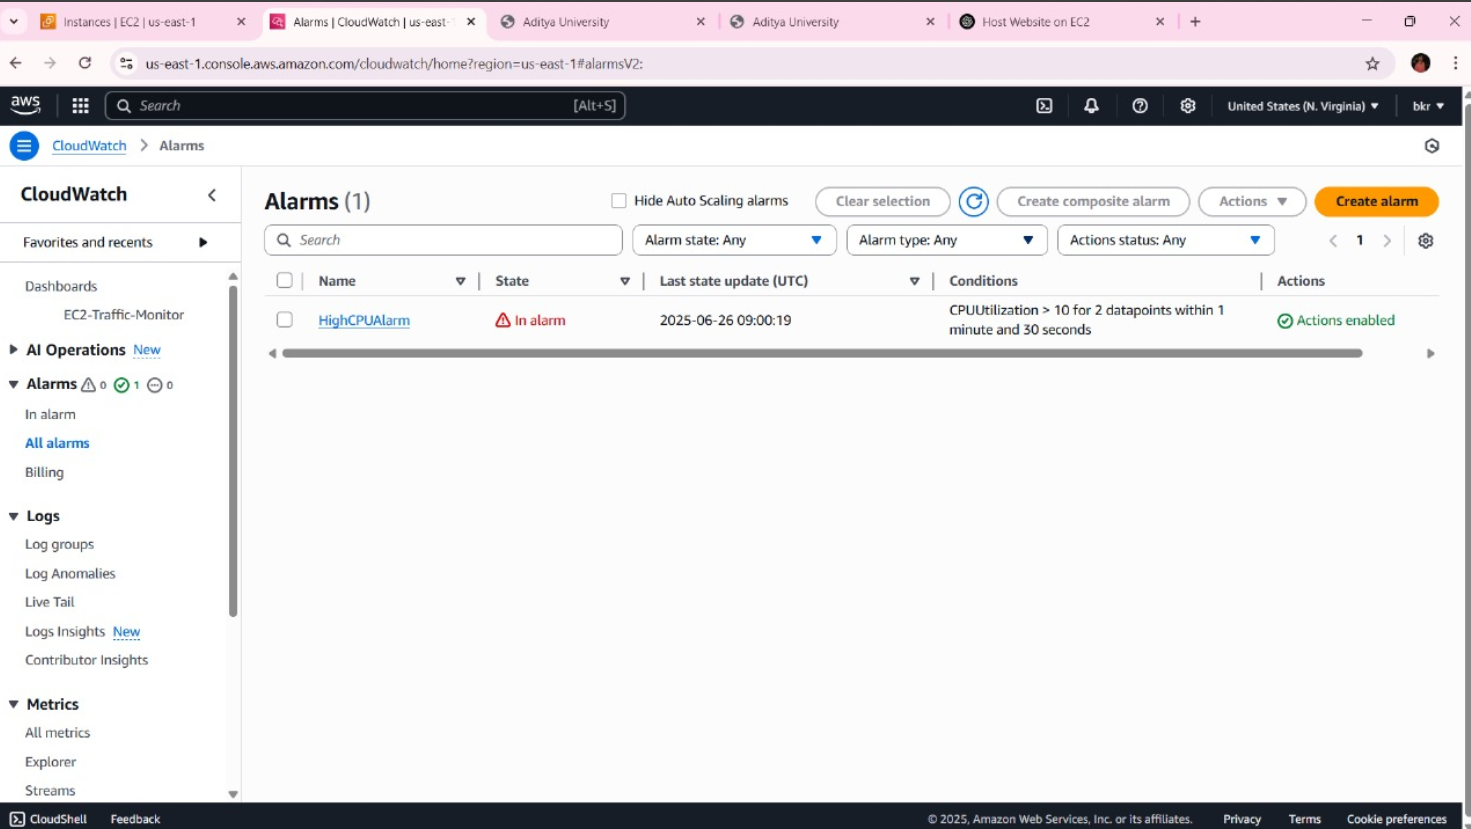 Instances | EC2 | us-east-1
Alarms | CloudWatch | us-east-
Aditya University
Aditya University
Host Website on EC2
us-east-1.console.aws.amazon.com/cloudwatch/home?region=us-east-1#alarmsV2:
aws
Search
[Alt+S]
United States (N. Virginia)
bkr
CloudWatch
Alarms
CloudWatch
Favorites and recents
Dashboards
EC2-Traffic-Monitor
AI Operations New
Alarms 0 1 0
In alarm
All alarms
Billing
Logs
Log groups
Log Anomalies
Live Tail
Logs Insights New
Contributor Insights
Metrics
All metrics
Explorer
Streams
Alarms (1)
Hide Auto Scaling alarms
Clear selection
Create composite alarm
Actions
Create alarm
Search
Alarm state: Any
Alarm type: Any
Actions status: Any
1
Name
State
Last state update (UTC)
Conditions
Actions
HighCPUAlarm
In alarm
2025-06-26 09:00:19
CPUUtilization > 10 for 2 datapoints within 1
minute and 30 seconds
Actions enabled
CloudShell
Feedback
© 2025, Amazon Web Services, Inc. or its affiliates.
Privacy
Terms
Cookie preferences